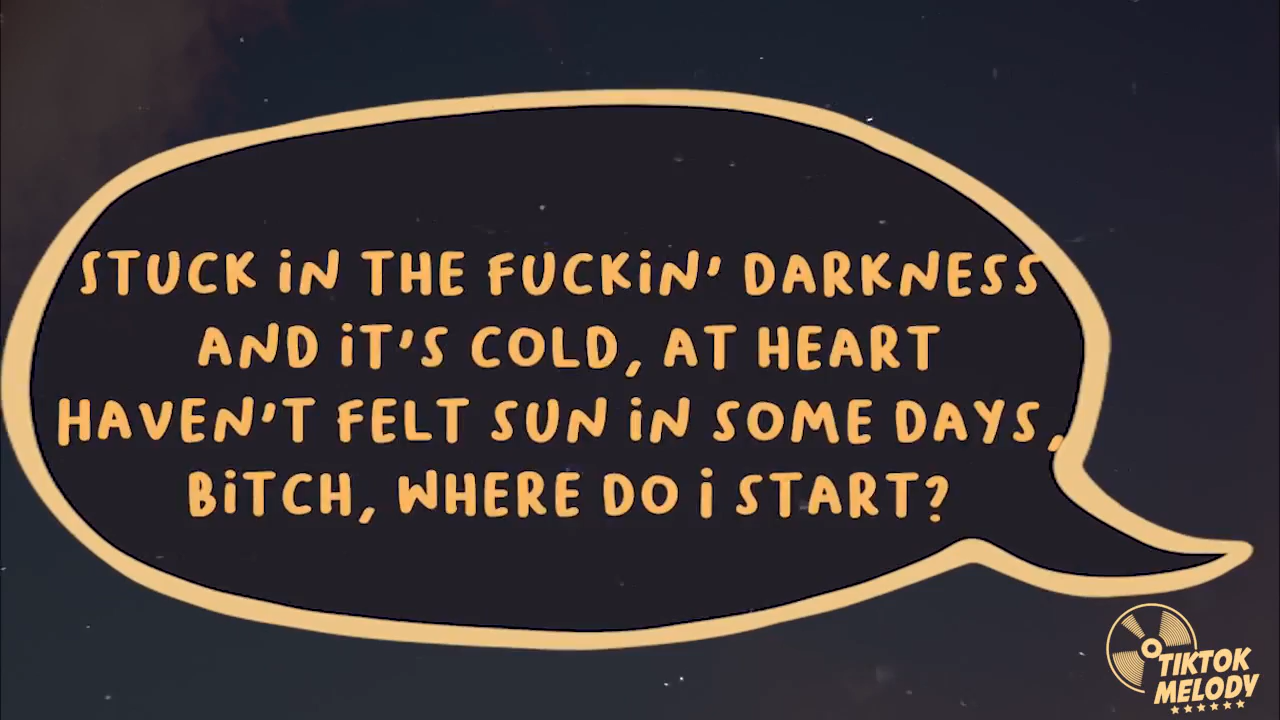 STUCK iN THE FUCKiN' DARKNESS
AND iT'S COLD, AT HEART
HAVEN'T FELT SUN iN SOME DAYS,
BiTCH, WHERE DO i START?
TIKTOK
MELODY